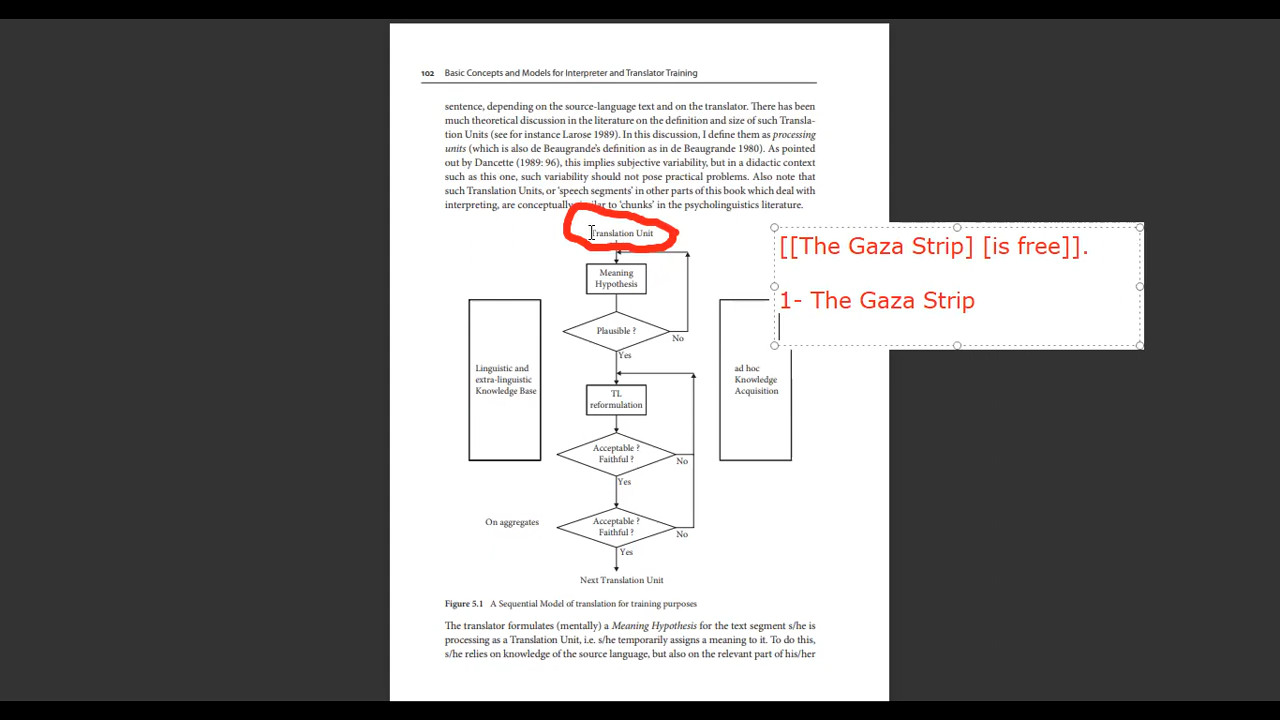 102 Basic Concepts and Models for Interpreter and Translator Training
sentence, depending on the source-language text and on the translator. There has been
much theoretical discussion in the literature on the definition and size of such Transla-
tion Units (see for instance Larose 1989). In this discussion, I define them as processing
units (which is also de Beaugrande's definition as in de Beaugrande 1980). As pointed
out by Dancette (1989: 96), this implies subjective variability, but in a didactic context
such as this one, such variability should not pose practical problems. Also note that
such Translation Units, or 'speech segments' in other parts of this book which deal with
interpreting, are conceptually similar to 'chunks' in the psycholinguistics literature.
Translation Unit
[[The Gaza Strip] [is free]].
1- The Gaza Strip
Meaning
Hypothesis
Plausible ?
No
Yes
Linguistic and
extra-linguistic
Knowledge Base
ad hoc
Knowledge
Acquisition
TL
reformulation
Acceptable ?
Faithful ?
No
Yes
On aggregates
Acceptable ?
Faithful ?
No
Yes
Next Translation Unit
Figure 5.1 A Sequential Model of translation for training purposes
The translator formulates (mentally) a Meaning Hypothesis for the text segment s/he is
processing as a Translation Unit, i.e. s/he temporarily assigns a meaning to it. To do this,
s/he relies on knowledge of the source language, but also on the relevant part of his/her